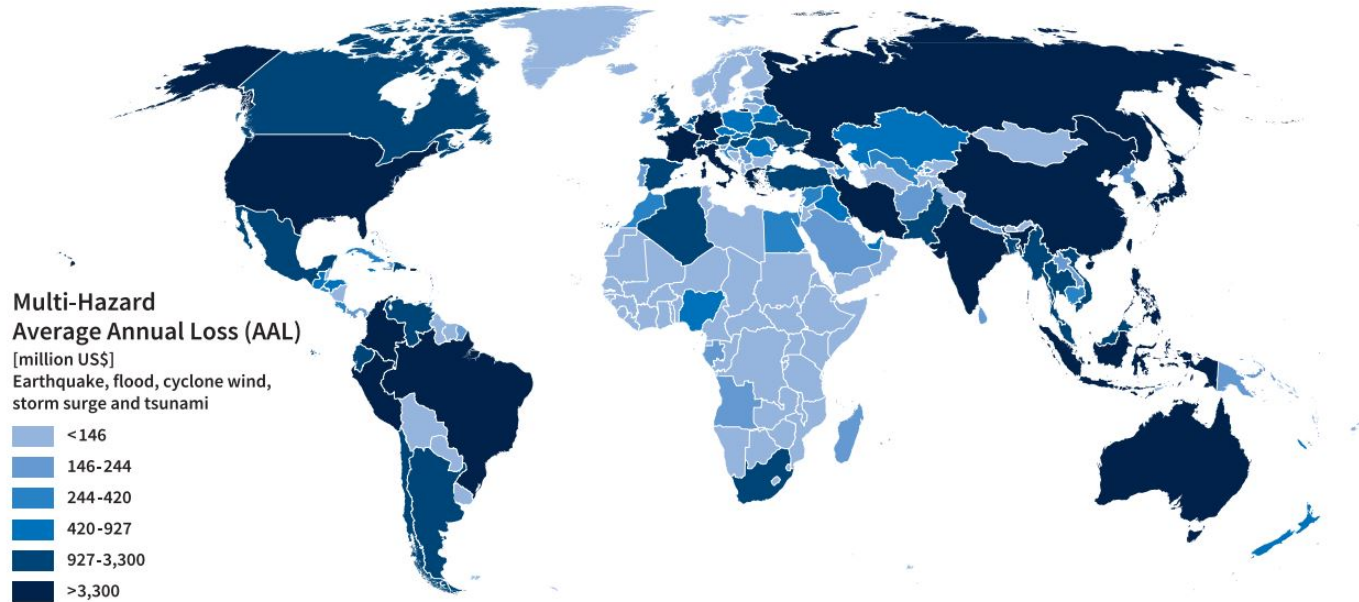 Multi-Hazard
Average Annual Loss (AAL)
[million US$]
Earthquake, flood, cyclone wind,
storm surge and tsunami
<146
146-244
244-420
420-927
927-3,300
>3,300